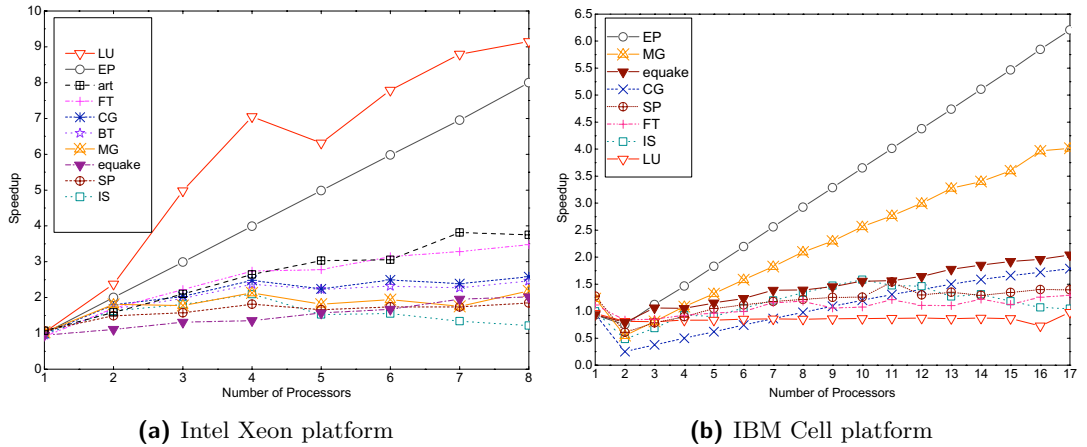 10
9
8
7
6
5
4
3
2
1
0
Speedup
LU
EP
art
FT
CG
BT
MG
equake
SP
IS
1 2 3 4 5 6 7 8
Number of Processors
(a) Intel Xeon platform
6.5
6.0
5.5
5.0
4.5
4.0
3.5
3.0
2.5
2.0
1.5
1.0
0.5
0.0
Speedup
EP
MG
equake
CG
SP
FT
IS
LU
1 2 3 4 5 6 7 8 9 10 11 12 13 14 15 16 17
Number of Processors
(b) IBM Cell platform